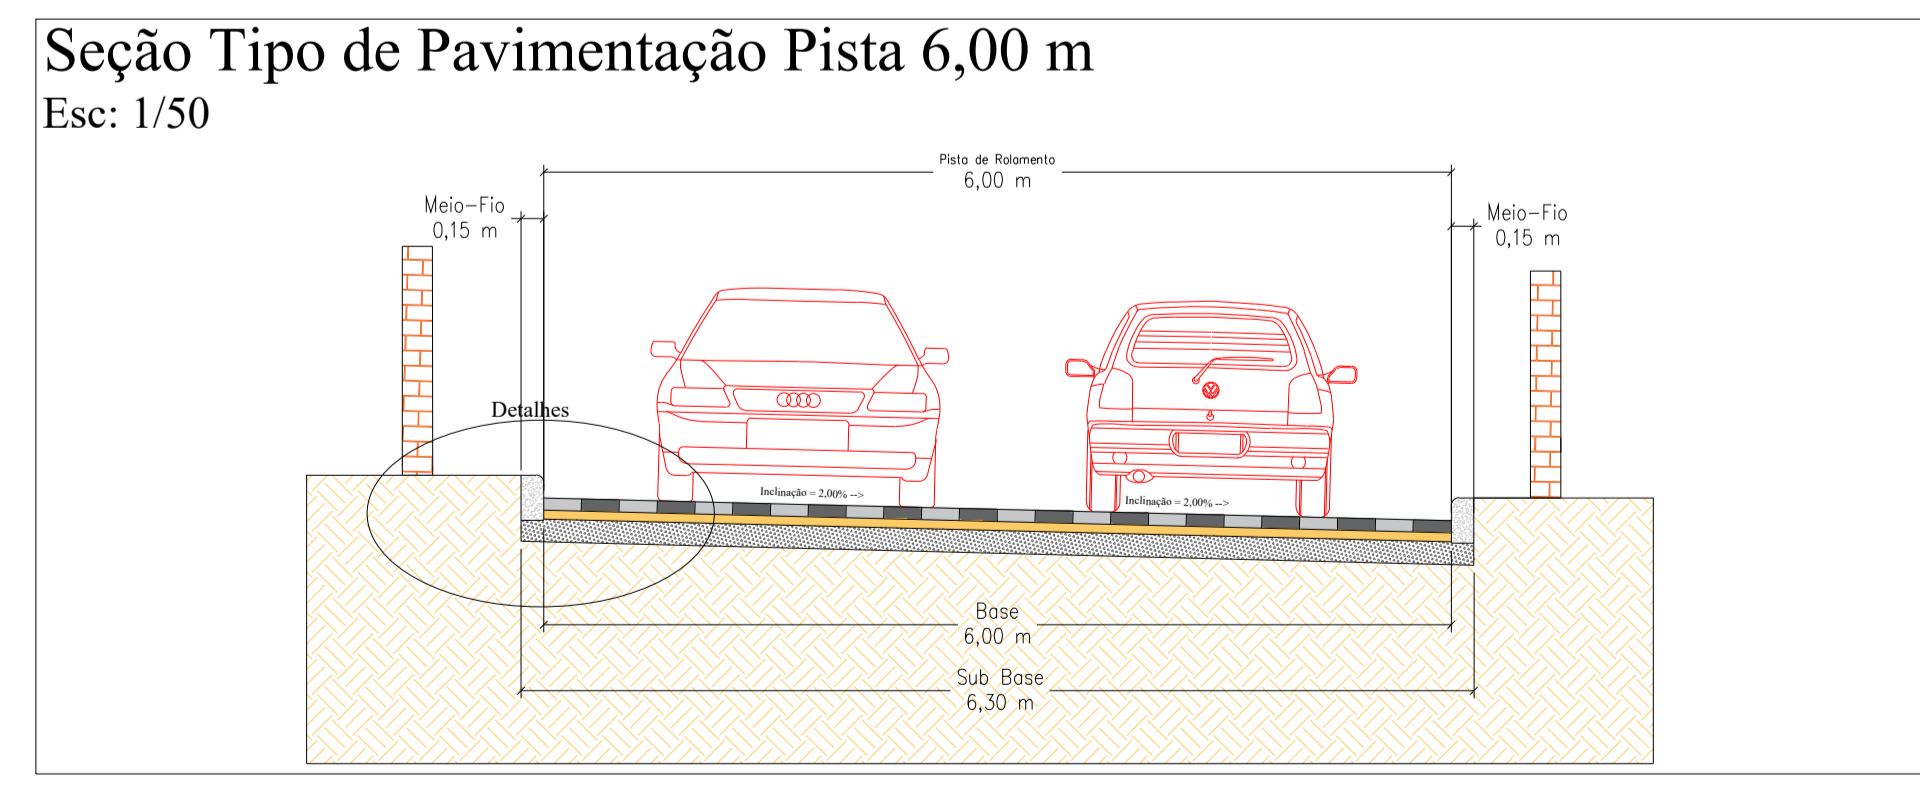 Seção Tipo de Pavimentação Pista 6,00 m
Esc: 1/50
Pista de Rolamento
6,00 m
Meio-Fio
0,15 m
Meio-Fio
0,15 m
Detalhes
Inclinação = 2,00% -->
Inclinação = 2,00% -->
Base
6,00 m
Sub Base
6,30 m